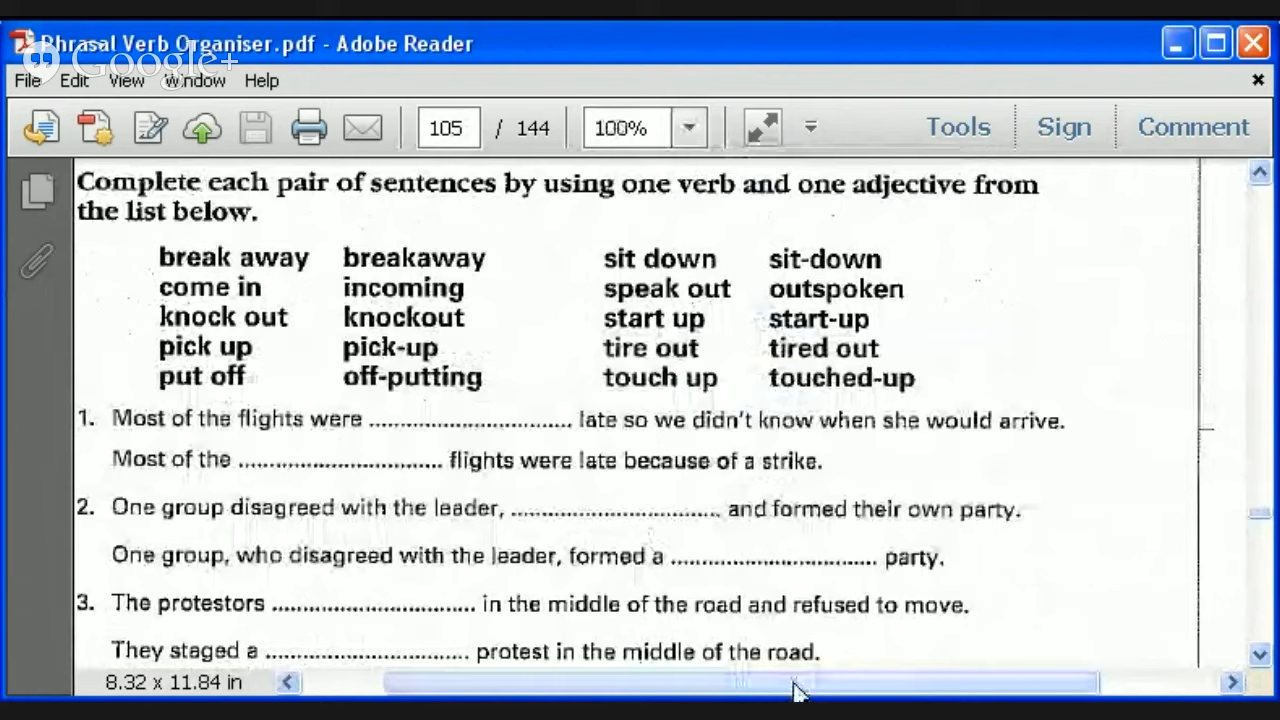 Phrasal Verb Organiser.pdf - Adobe Reader
Google+
File Edit View Window Help
105 / 144 100% Tools Sign Comment
Complete each pair of sentences by using one verb and one adjective from
the list below.
break away breakaway sit down sit-down
come in incoming speak out outspoken
knock out knockout start up start-up
pick up pick-up tire out tired out
put off off-putting touch up touched-up
1. Most of the flights were ................................. late so we didn't know when she would arrive.
Most of the ................................. flights were late because of a strike.
2. One group disagreed with the leader, ................................. and formed their own party.
One group, who disagreed with the leader, formed a ................................. party.
3. The protestors ................................. in the middle of the road and refused to move.
They staged a ................................. protest in the middle of the road.
8.32 x 11.84 in